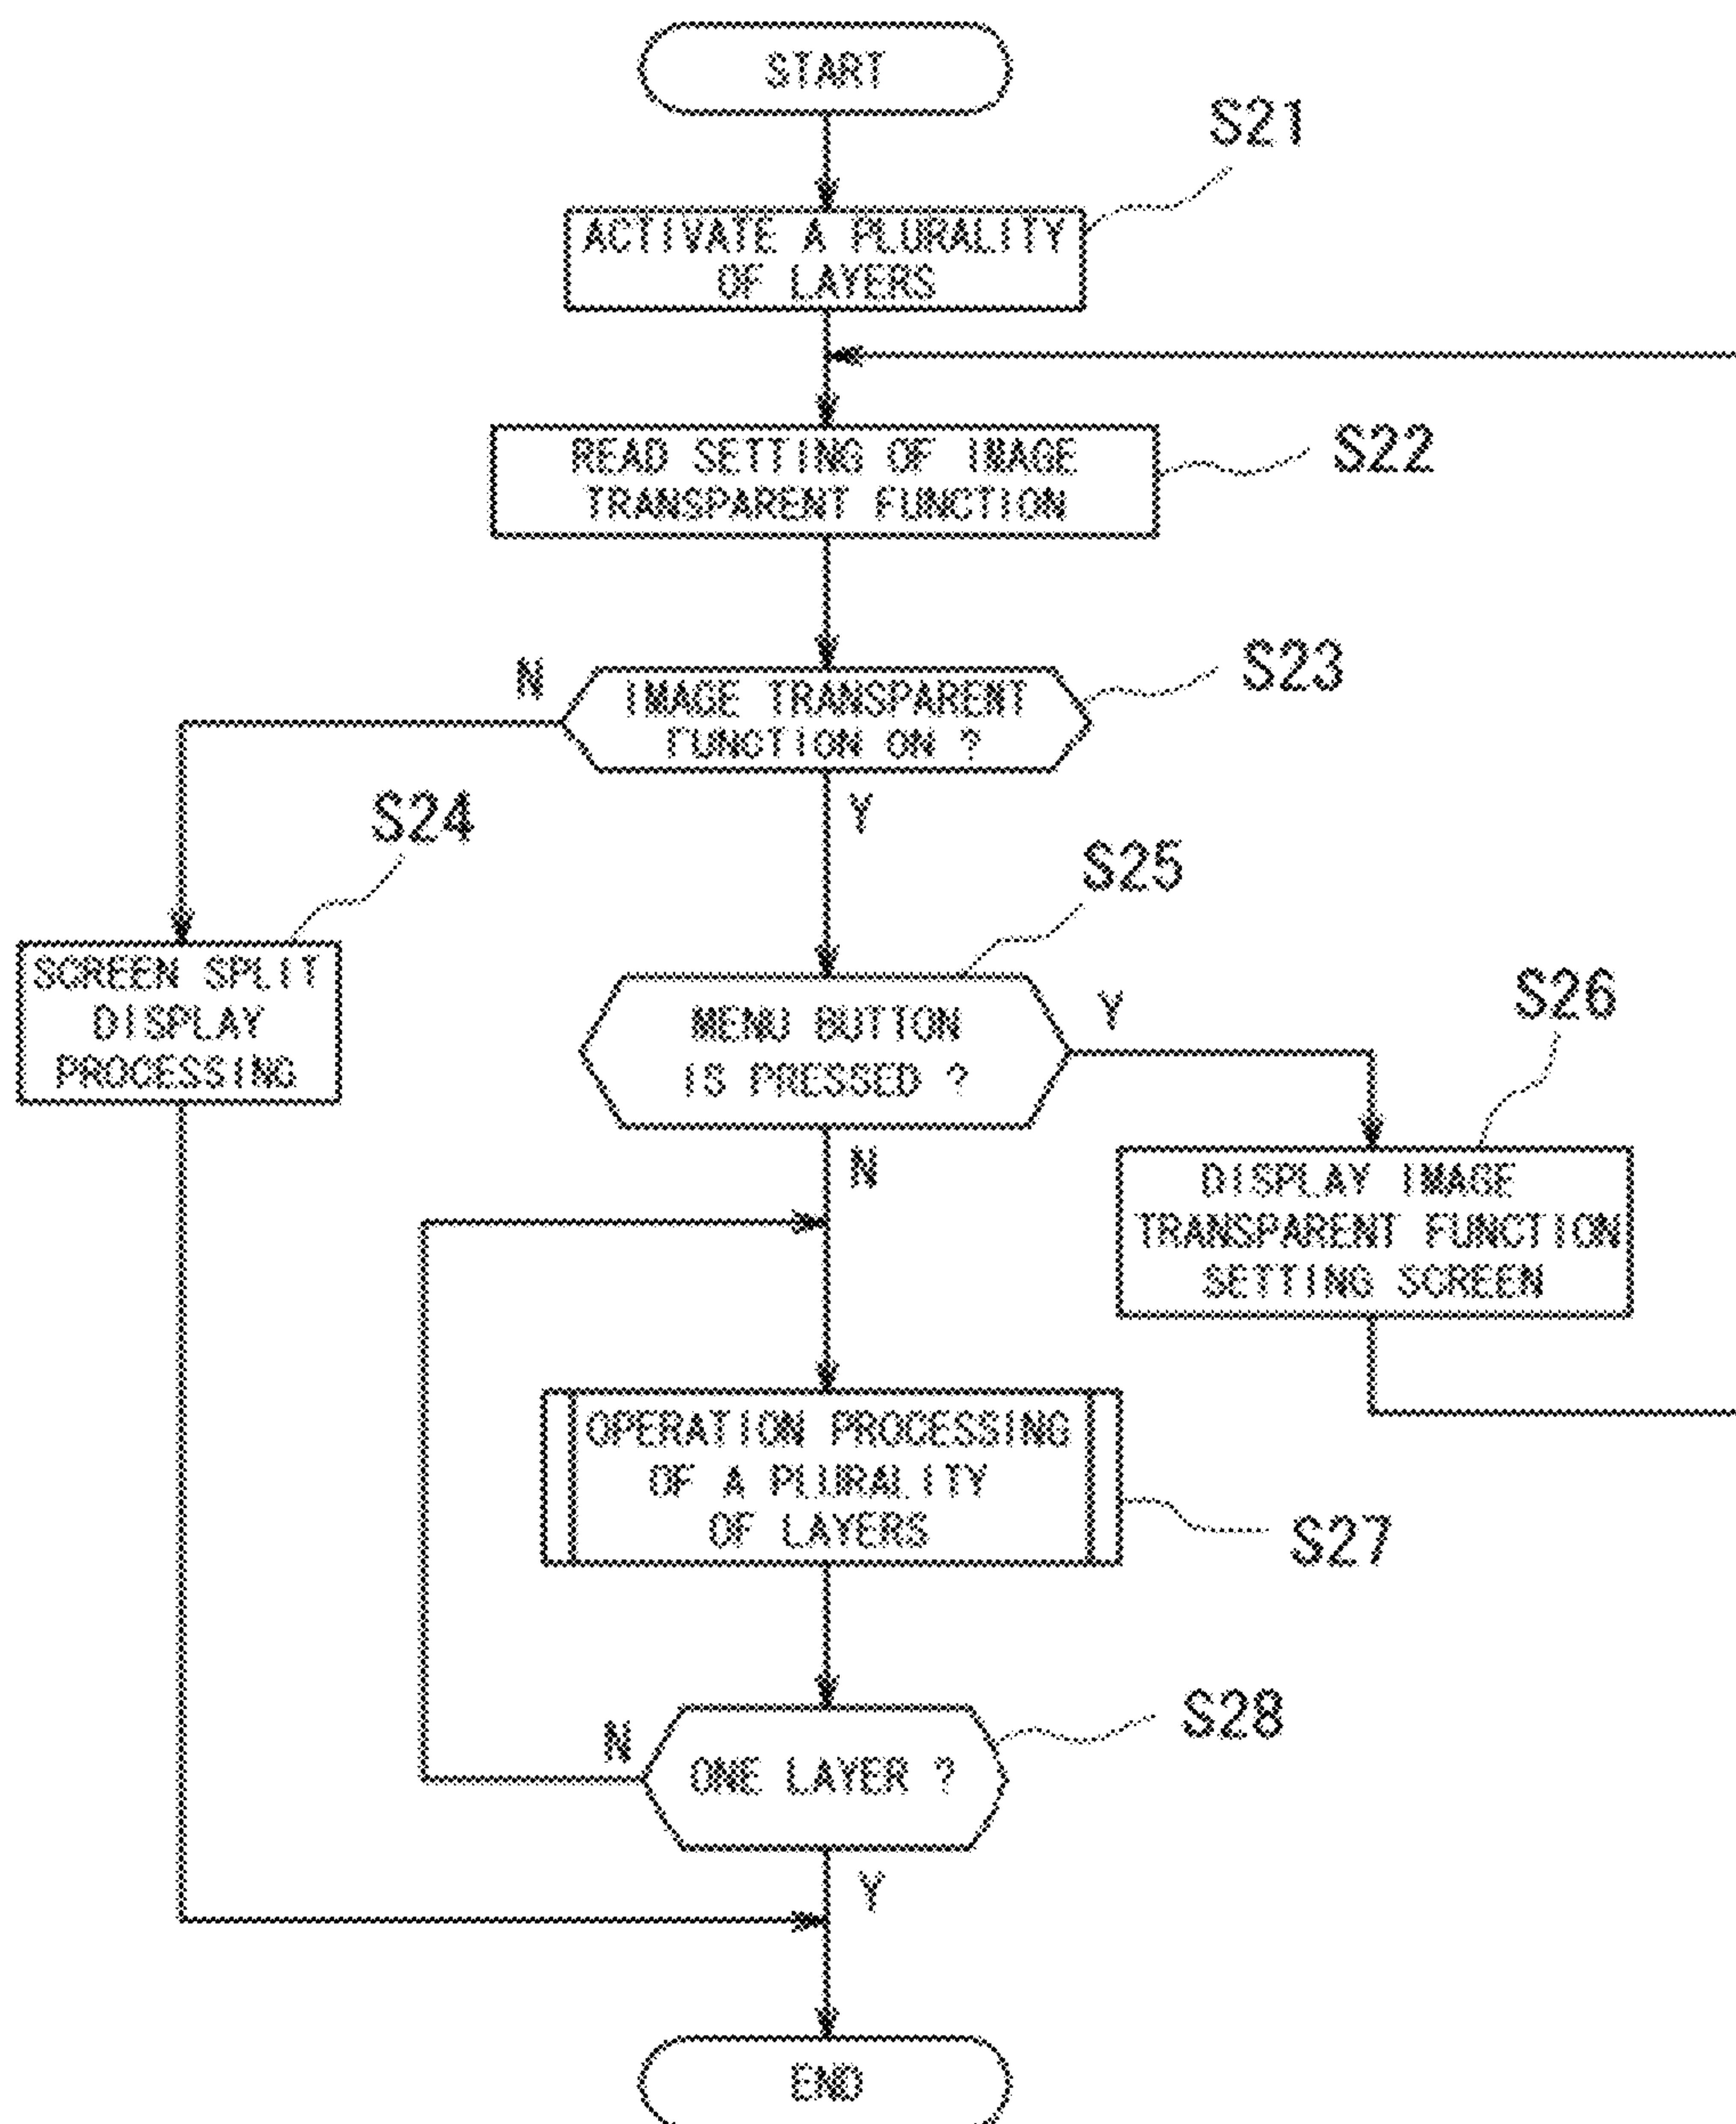 START
S21
ACTIVATE A PLURALITY
OF LAYERS
READ SETTING OF IMAGE
TRANSPARENT FUNCTION
S22
N
IMAGE TRANSPARENT
FUNCTION ON ?
S23
Y
S24
SCREEN SPLIT
DISPLAY
PROCESSING
S25
MENU BUTTON
IS PRESSED ?
Y
N
S26
DISPLAY IMAGE
TRANSPARENT FUNCTION
SETTING SCREEN
OPERATION PROCESSING
OF A PLURALITY
OF LAYERS
S27
N
ONE LAYER ?
S28
Y
END